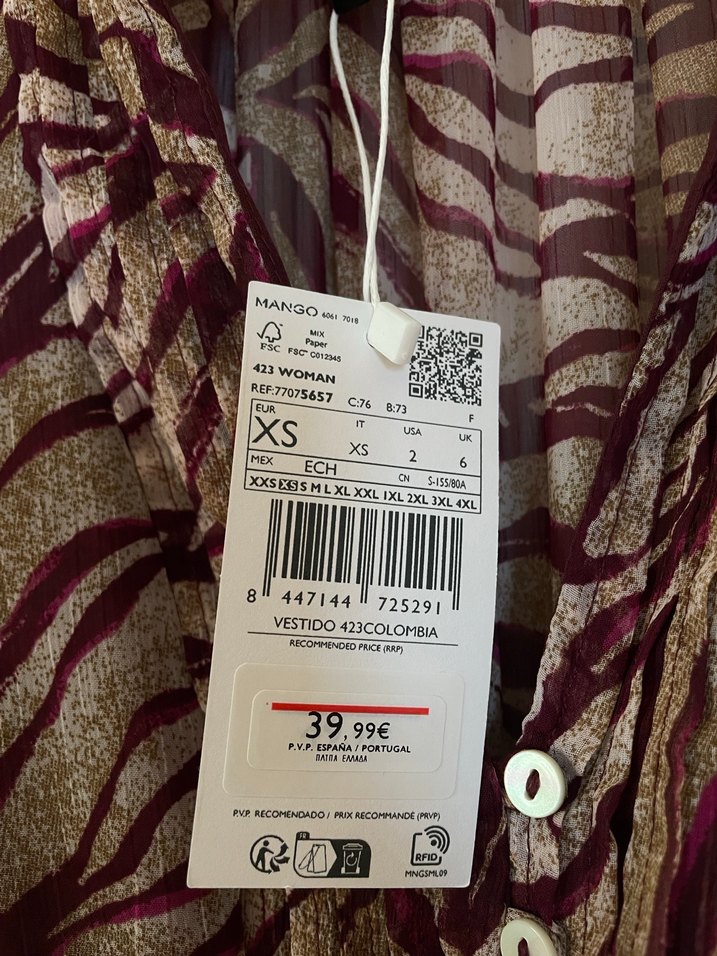 MANGO 6061 7018
MIX
Paper
FSC FSC™ C012345
423 WOMAN
REF:77075657 C:76 B:73 F
EUR IT USA UK
XS XS 2 6
MEX ECH CN S-155/80A
XXS XS S M L XL XXL 1XL 2XL 3XL 4XL
8 447144 725291
VESTIDO 423COLOMBIA
RECOMMENDED PRICE (RRP)
39,99€
P.V.P. ESPAÑA / PORTUGAL
ΠΛΤΠΑ ΕΛΛΑΔΑ
P.V.P. RECOMENDADO / PRIX RECOMMANDÉ (PRVP)
FR
RFID
MNGSML09